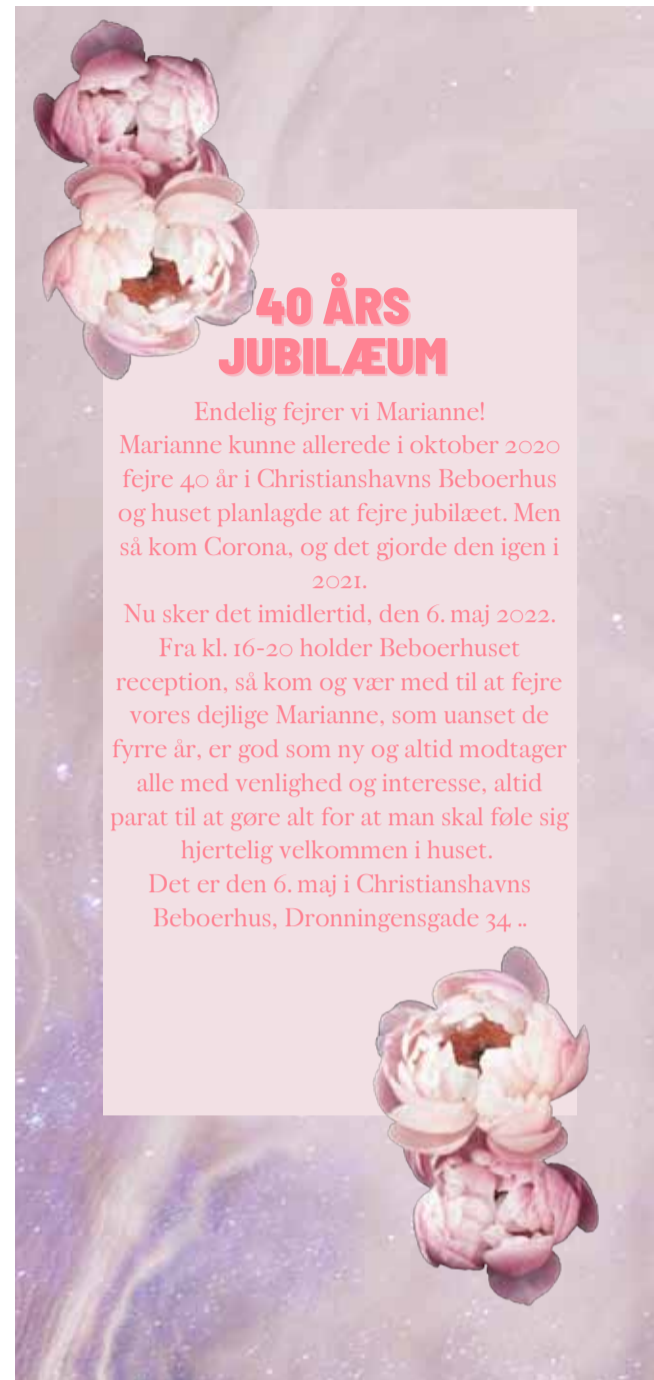 40 ÅRS
JUBILÆUM
Endelig fejrer vi Marianne!
Marianne kunne allerede i oktober 2020
fejre 40 år i Christianshavns Beboerhus
og huset planlagde at fejre jubilæet. Men
så kom Corona, og det gjorde den igen i
2021.
Nu sker det imidlertid, den 6. maj 2022.
Fra kl. 16-20 holder Beboerhuset
reception, så kom og vær med til at fejre
vores dejlige Marianne, som uanset de
fyrre år, er god som ny og altid modtager
alle med venlighed og interesse, altid
parat til at gøre alt for at man skal føle sig
hjertelig velkommen i huset.
Det er den 6. maj i Christianshavns
Beboerhus, Dronningensgade 34 ..